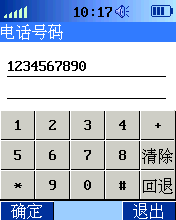 10:17
电话号码
1234567890
1 2 3 4 +
5 6 7 8 清除
* 9 0 # 回退
确定 退出